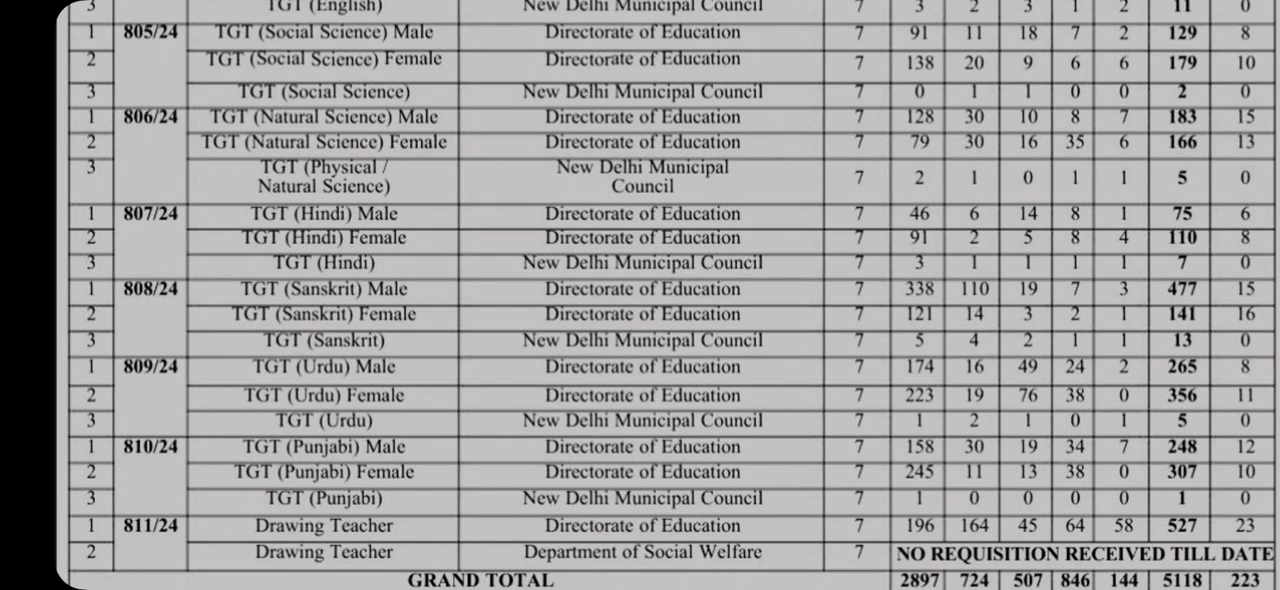 3 TGT (English) New Delhi Municipal Council 7 3 2 3 1 2 11 0
1 805/24 TGT (Social Science) Male Directorate of Education 7 91 11 18 7 2 129 8
2 TGT (Social Science) Female Directorate of Education 7 138 20 9 6 6 179 10
3 TGT (Social Science) New Delhi Municipal Council 7 0 1 1 0 0 2 0
1 806/24 TGT (Natural Science) Male Directorate of Education 7 128 30 10 8 7 183 15
2 TGT (Natural Science) Female Directorate of Education 7 79 30 16 35 6 166 13
3 TGT (Physical / New Delhi Municipal
Natural Science) Council 7 2 1 0 1 1 5 0
1 807/24 TGT (Hindi) Male Directorate of Education 7 46 6 14 8 1 75 6
2 TGT (Hindi) Female Directorate of Education 7 91 2 5 8 4 110 8
3 TGT (Hindi) New Delhi Municipal Council 7 3 1 1 1 1 7 0
1 808/24 TGT (Sanskrit) Male Directorate of Education 7 338 110 19 7 3 477 15
2 TGT (Sanskrit) Female Directorate of Education 7 121 14 3 2 1 141 16
3 TGT (Sanskrit) New Delhi Municipal Council 7 5 4 2 1 1 13 0
1 809/24 TGT (Urdu) Male Directorate of Education 7 174 16 49 24 2 265 8
2 TGT (Urdu) Female Directorate of Education 7 223 19 76 38 0 356 11
3 TGT (Urdu) New Delhi Municipal Council 7 1 2 1 0 1 5 0
1 810/24 TGT (Punjabi) Male Directorate of Education 7 158 30 19 34 7 248 12
2 TGT (Punjabi) Female Directorate of Education 7 245 11 13 38 0 307 10
3 TGT (Punjabi) New Delhi Municipal Council 7 1 0 0 0 0 1 0
1 811/24 Drawing Teacher Directorate of Education 7 196 164 45 64 58 527 23
2 Drawing Teacher Department of Social Welfare 7 NO REQUISITION RECEIVED TILL DATE
GRAND TOTAL 2897 724 507 846 144 5118 223